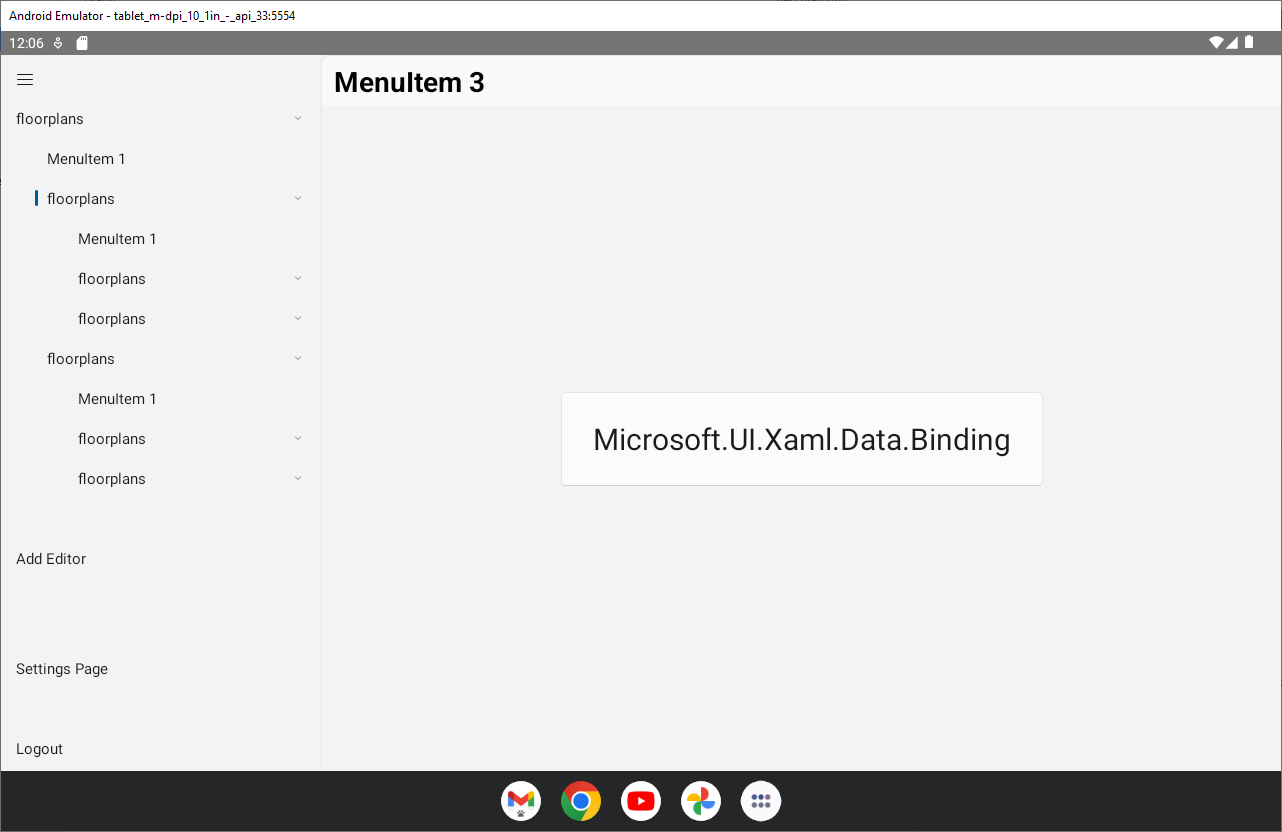 Android Emulator - tablet_m-dpi_10_1in_-_api_33:5554
12:06
MenuItem 3
floorplans
MenuItem 1
floorplans
MenuItem 1
floorplans
floorplans
floorplans
MenuItem 1
floorplans
floorplans
Microsoft.UI.Xaml.Data.Binding
Add Editor
Settings Page
Logout